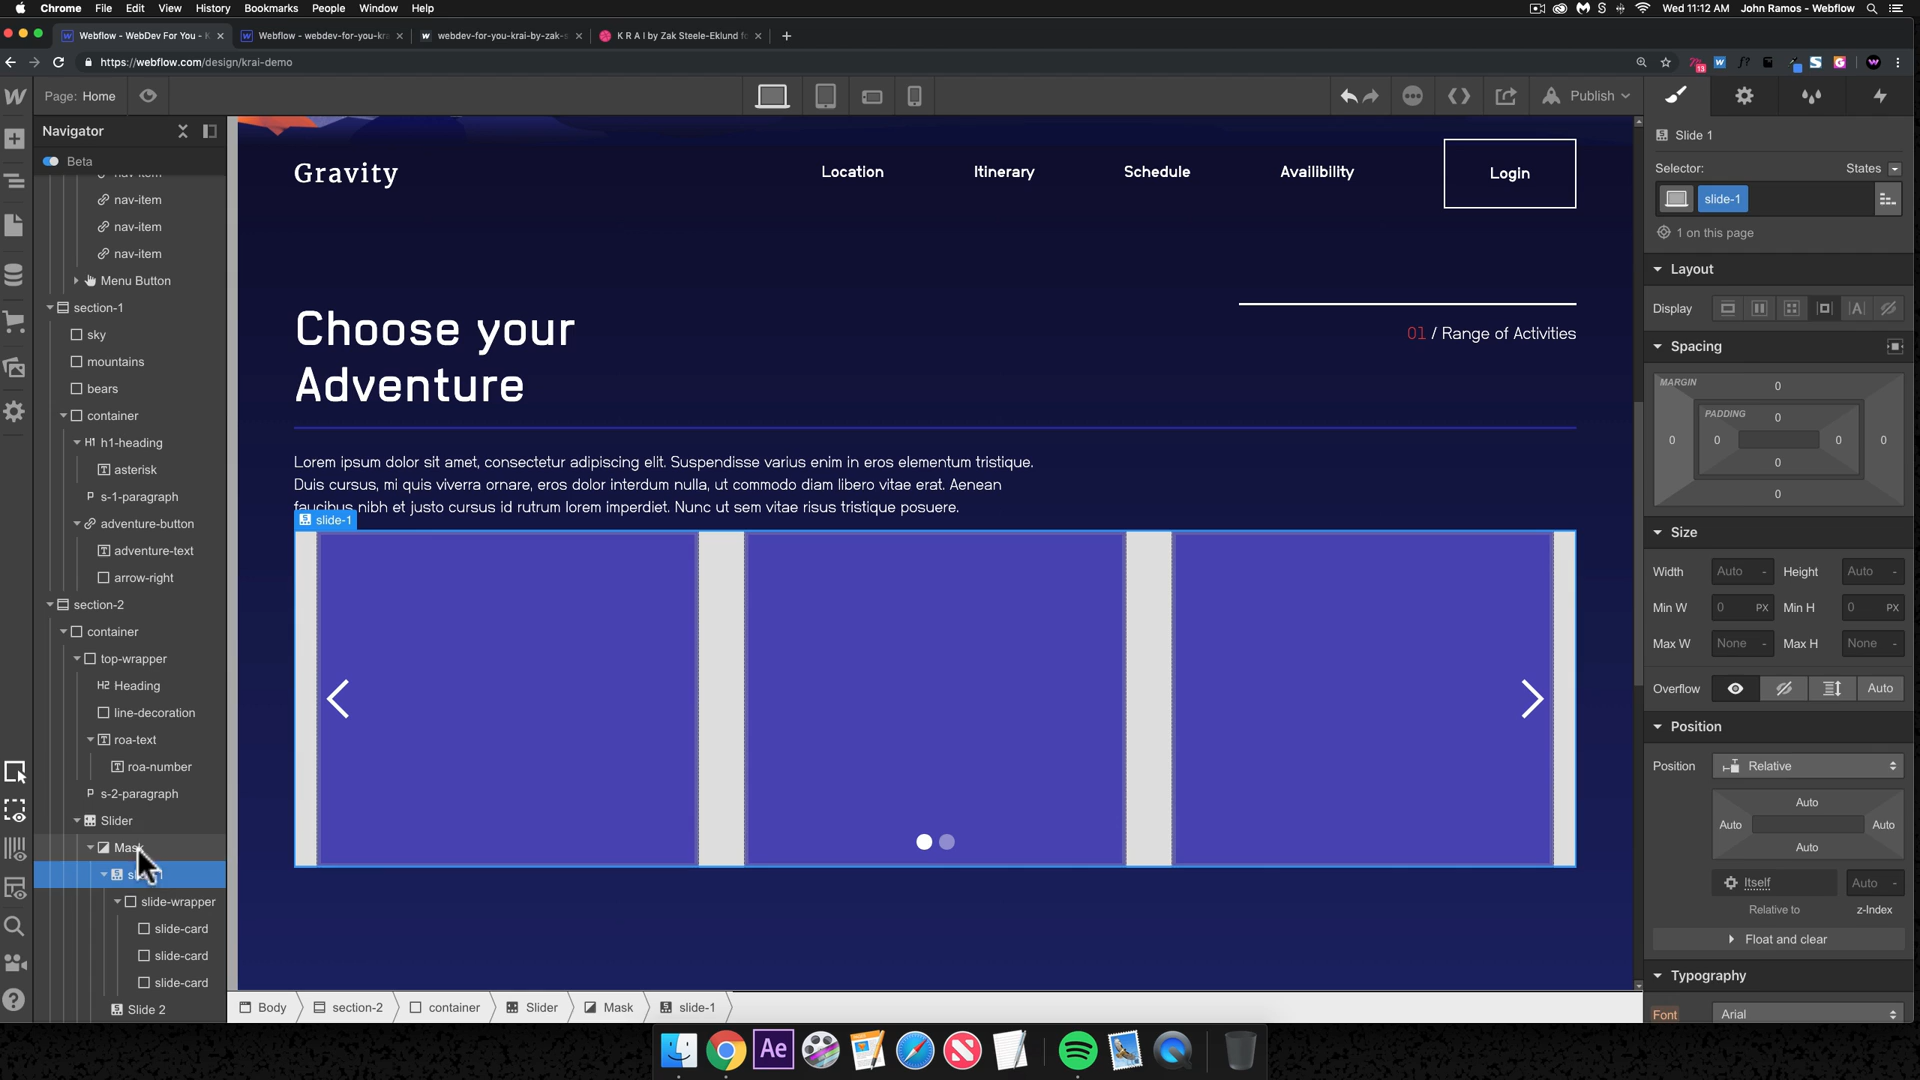 Chrome File Edit View History Bookmarks People Window Help
Wed 11:12 AM John Ramos - Webflow
Webflow - WebDev For You - K
Webflow - webdev-for-you-kra
webdev-for-you-krai-by-zak-s
K R A I by Zak Steele-Eklund fo
https://webflow.com/design/krai-demo
13
Page: Home
Publish
Navigator
Beta
nav-item
nav-item
nav-item
nav-item
Menu Button
section-1
sky
mountains
bears
container
H1 h1-heading
asterisk
P s-1-paragraph
adventure-button
adventure-text
arrow-right
section-2
container
top-wrapper
H2 Heading
line-decoration
roa-text
roa-number
P s-2-paragraph
Slider
Mask
slide-wrapper
slide-card
slide-card
slide-card
Slide 2
Gravity
Location Itinerary Schedule Availibility Login
Choose your
Adventure
01 / Range of Activities
Lorem ipsum dolor sit amet, consectetur adipiscing elit. Suspendisse varius enim in eros elementum tristique.
Duis cursus, mi quis viverra ornare, eros dolor interdum nulla, ut commodo diam libero vitae erat. Aenean
faucibus nibh et justo cursus id rutrum lorem imperdiet. Nunc ut sem vitae risus tristique posuere.
slide-1
Body section-2 container Slider Mask slide-1
Slide 1
Selector: States
slide-1
1 on this page
Layout
Display
Spacing
MARGIN 0
PADDING 0
0 0 0 0
0
0
Size
Width Auto - Height Auto -
Min W 0 PX Min H 0 PX
Max W None - Max H None -
Overflow Auto
Position
Position Relative
Auto
Auto Auto
Auto
Itself Auto -
Relative to z-Index
Float and clear
Typography
Font Arial
Ae